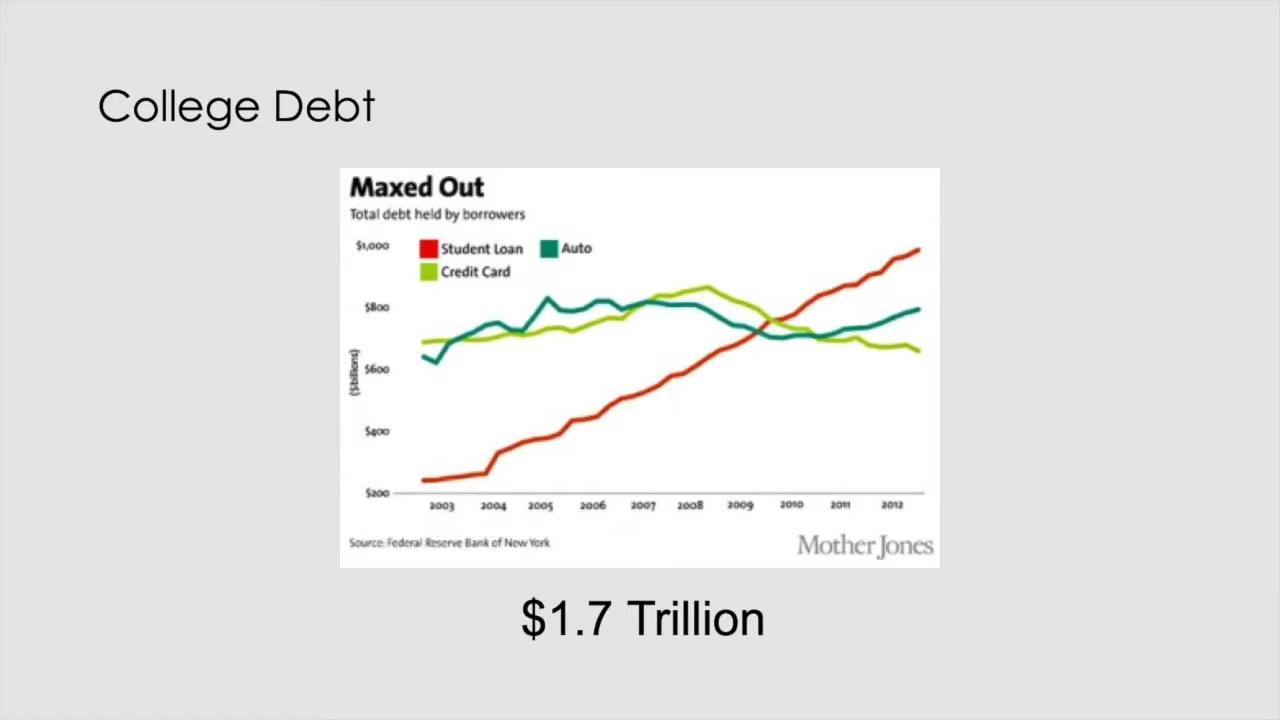 College Debt
Maxed Out
Total debt held by borrowers
$1,000
Student Loan Auto
Credit Card
$800
$600
($billions)
$400
$200
2003 2004 2005 2006 2007 2008 2009 2010 2011 2012
Source: Federal Reserve Bank of New York
Mother Jones
$1.7 Trillion